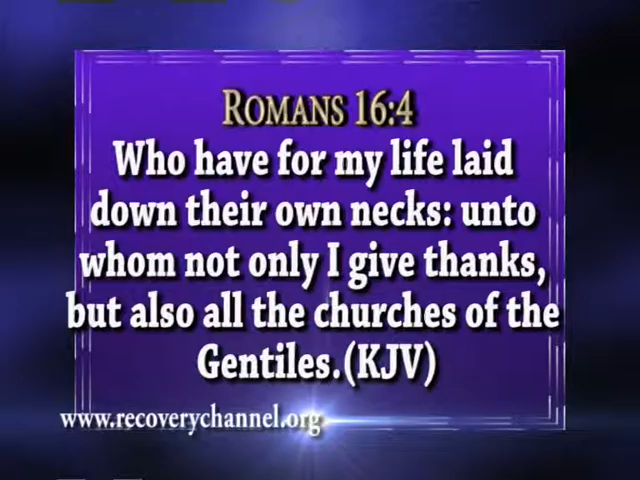 ROMANS 16:4
Who have for my life laid
down their own necks: unto
whom not only I give thanks,
but also all the churches of the
Gentiles.(KJV)
www.recoverychannel.org